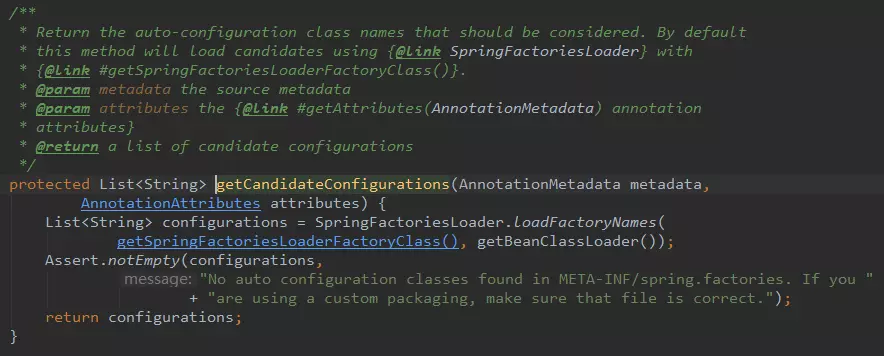 /**
 * Return the auto-configuration class names that should be considered. By default
 * this method will load candidates using {@link SpringFactoriesLoader} with
 * {@link #getSpringFactoriesLoaderFactoryClass()}.
 * @param metadata the source metadata
 * @param attributes the {@link #getAttributes(AnnotationMetadata) annotation
 * attributes}
 * @return a list of candidate configurations
 */
protected List<String> getCandidateConfigurations(AnnotationMetadata metadata,
        AnnotationAttributes attributes) {
    List<String> configurations = SpringFactoriesLoader.loadFactoryNames(
            getSpringFactoriesLoaderFactoryClass(), getBeanClassLoader());
    Assert.notEmpty(configurations,
            message: "No auto configuration classes found in META-INF/spring.factories. If you "
                    + "are using a custom packaging, make sure that file is correct.");
    return configurations;
}